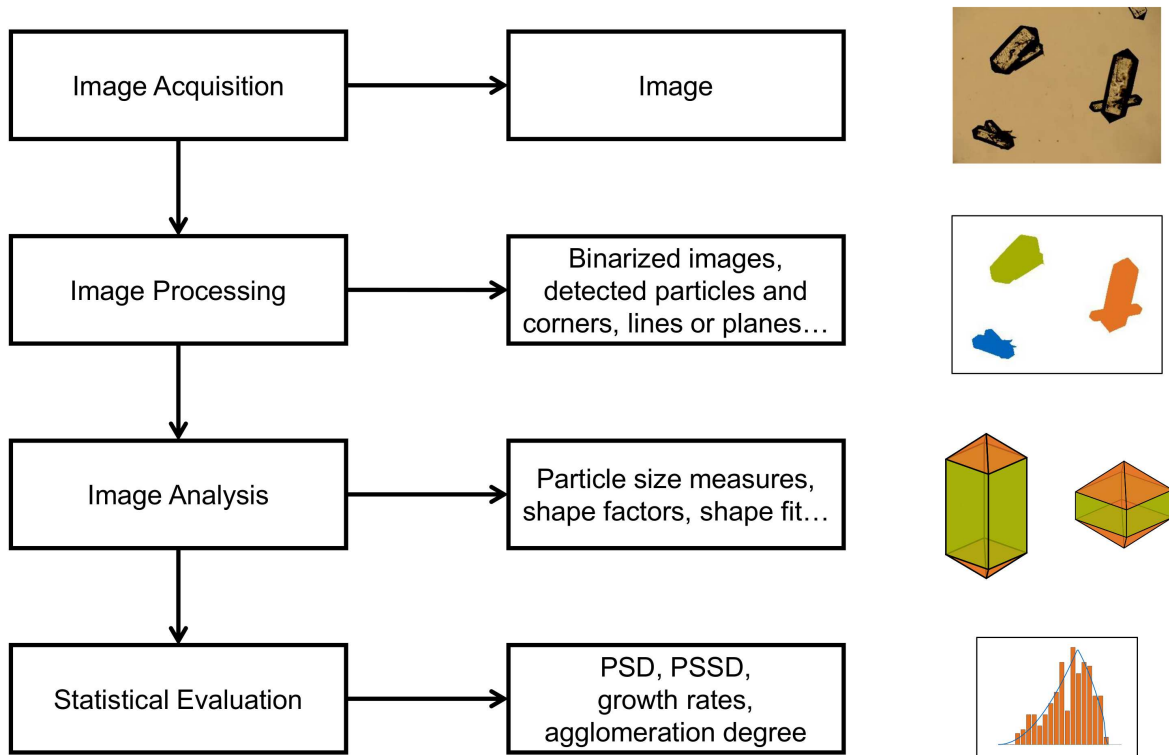 Image Acquisition
Image
Image Processing
Binarized images,
detected particles and
corners, lines or planes…
Image Analysis
Particle size measures,
shape factors, shape fit…
Statistical Evaluation
PSD, PSSD,
growth rates,
agglomeration degree